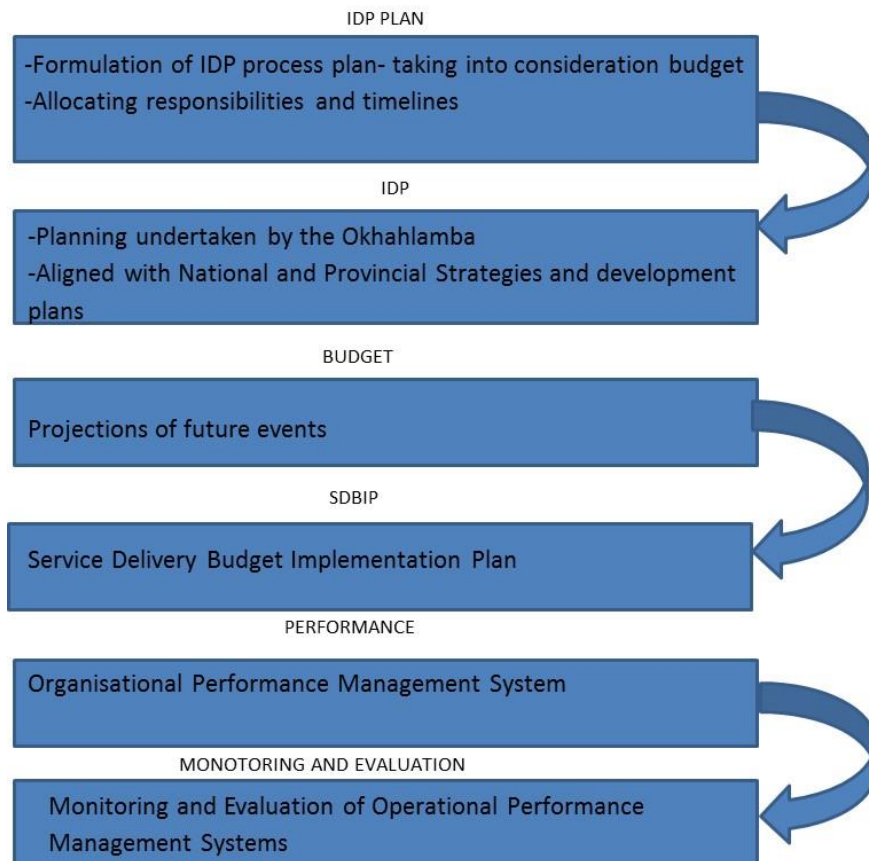 IDP PLAN
-Formulation of IDP process plan- taking into consideration budget
-Allocating responsibilities and timelines
IDP
-Planning undertaken by the Okhahlamba
-Aligned with National and Provincial Strategies and development
plans
BUDGET
Projections of future events
SDBIP
Service Delivery Budget Implementation Plan
PERFORMANCE
Organisational Performance Management System
MONOTORING AND EVALUATION
Monitoring and Evaluation of Operational Performance
Management Systems